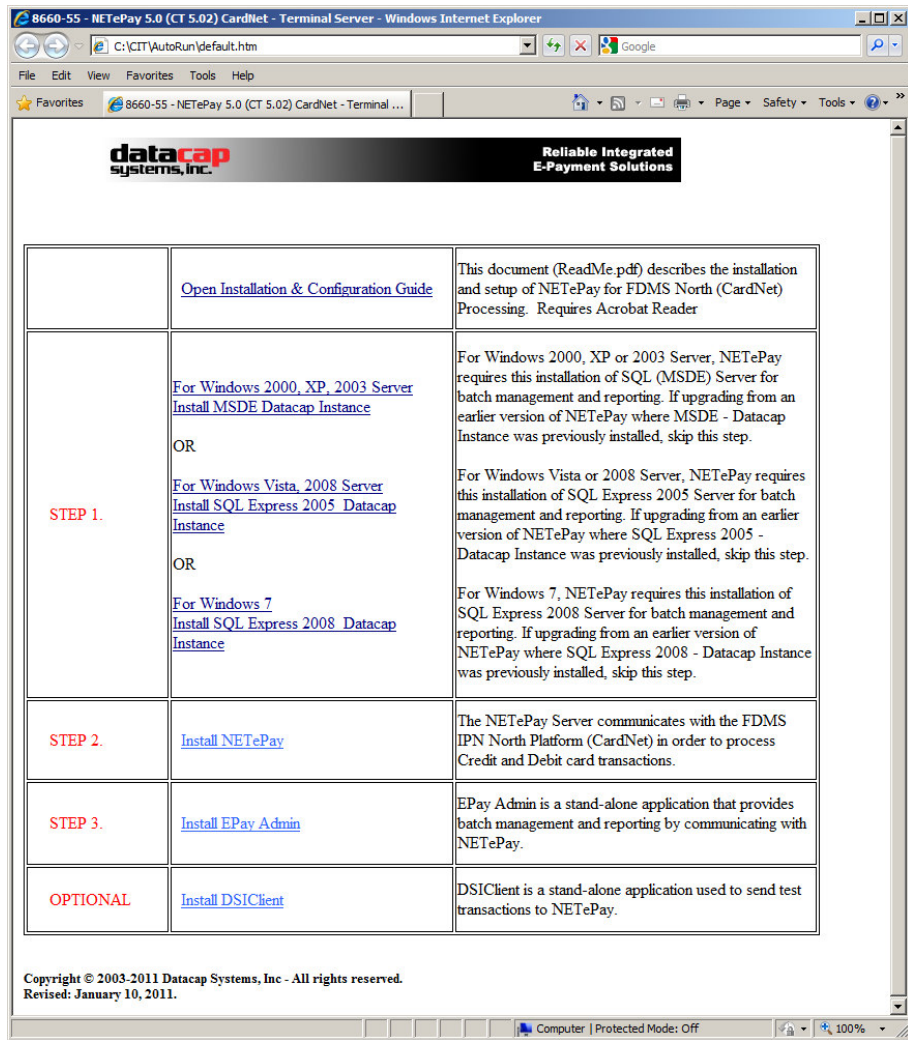 8660-55 - NETePay 5.0 (CT 5.02) CardNet - Terminal Server - Windows Internet Explorer
C:\CIT\AutoRun\default.htm
Google
File Edit View Favorites Tools Help
Favorites
8660-55 - NETePay 5.0 (CT 5.02) CardNet - Terminal ...
Page
Safety
Tools
datacap
systems, inc.
Reliable Integrated
E-Payment Solutions
Open Installation & Configuration Guide
This document (ReadMe.pdf) describes the installation
and setup of NETePay for FDMS North (CardNet)
Processing. Requires Acrobat Reader
STEP 1.
For Windows 2000, XP, 2003 Server
Install MSDE Datacap Instance
OR
For Windows Vista, 2008 Server
Install SQL Express 2005 Datacap
Instance
OR
For Windows 7
Install SQL Express 2008 Datacap
Instance
For Windows 2000, XP or 2003 Server, NETePay
requires this installation of SQL (MSDE) Server for
batch management and reporting. If upgrading from an
earlier version of NETePay where MSDE - Datacap
Instance was previously installed, skip this step.
For Windows Vista or 2008 Server, NETePay requires
this installation of SQL Express 2005 Server for batch
management and reporting. If upgrading from an earlier
version of NETePay where SQL Express 2005 -
Datacap Instance was previously installed, skip this step.
For Windows 7, NETePay requires this installation of
SQL Express 2008 Server for batch management and
reporting. If upgrading from an earlier version of
NETePay where SQL Express 2008 - Datacap Instance
was previously installed, skip this step.
STEP 2.
Install NETePay
The NETePay Server communicates with the FDMS
IPN North Platform (CardNet) in order to process
Credit and Debit card transactions.
STEP 3.
Install EPay Admin
EPay Admin is a stand-alone application that provides
batch management and reporting by communicating with
NETePay.
OPTIONAL
Install DSIClient
DSIClient is a stand-alone application used to send test
transactions to NETePay.
Copyright © 2003-2011 Datacap Systems, Inc - All rights reserved.
Revised: January 10, 2011.
Computer | Protected Mode: Off
100%